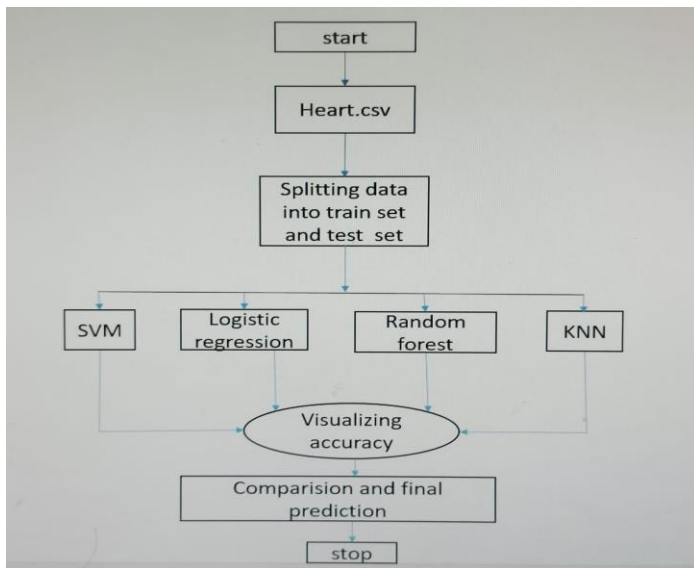 start
Heart.csv
Splitting data
into train set
and test set
SVM
Logistic
regression
Random
forest
KNN
Visualizing
accuracy
Comparision and final
prediction
stop